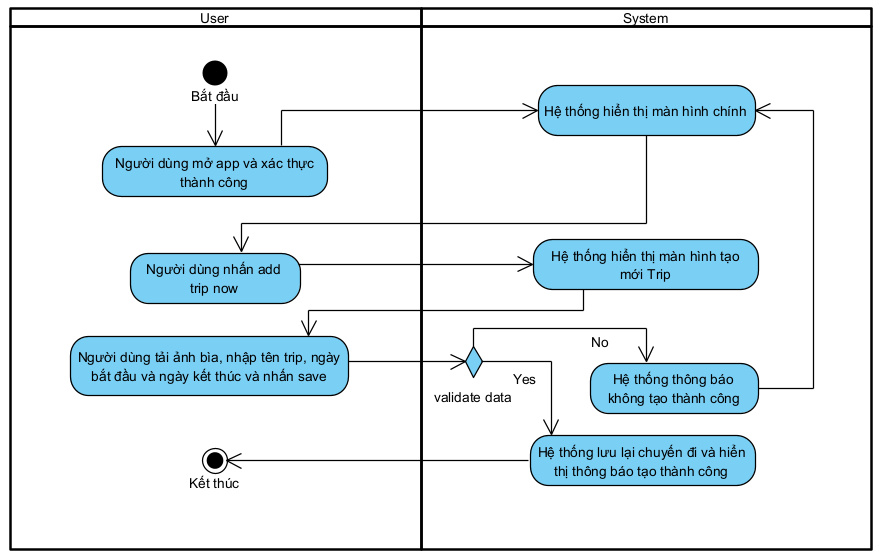 User
System
Bắt đầu
Hệ thống hiển thị màn hình chính
Người dùng mở app và xác thực
thành công
Người dùng nhấn add
trip now
Hệ thống hiển thị màn hình tạo
mới Trip
Người dùng tải ảnh bìa, nhập tên trip, ngày
bắt đầu và ngày kết thúc và nhấn save
No
Yes
validate data
Hệ thống thông báo
không tạo thành công
Hệ thống lưu lại chuyến đi và hiển
thị thông báo tạo thành công
Kết thúc